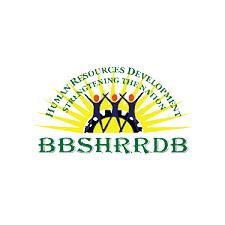 HUMAN RESOURCES DEVELOPMENT
STRENGTENING THE NATION
BBSHRRDB